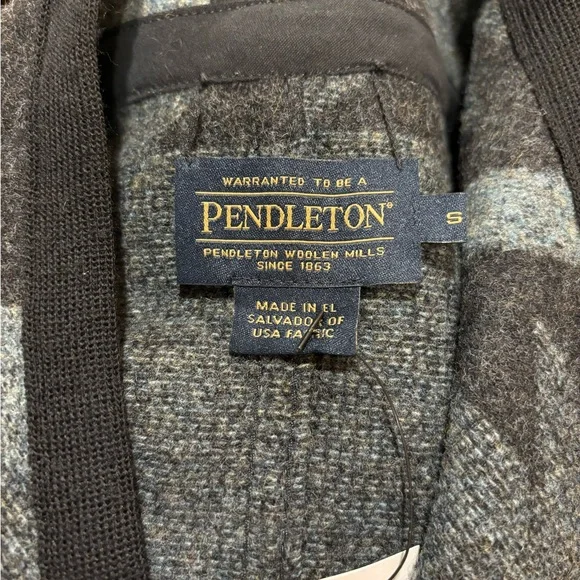 WARRANTED TO BE A
PENDLETON®
PENDLETON WOOLEN MILLS
SINCE 1863
S
MADE IN EL
SALVADOR OF
USA FABRIC